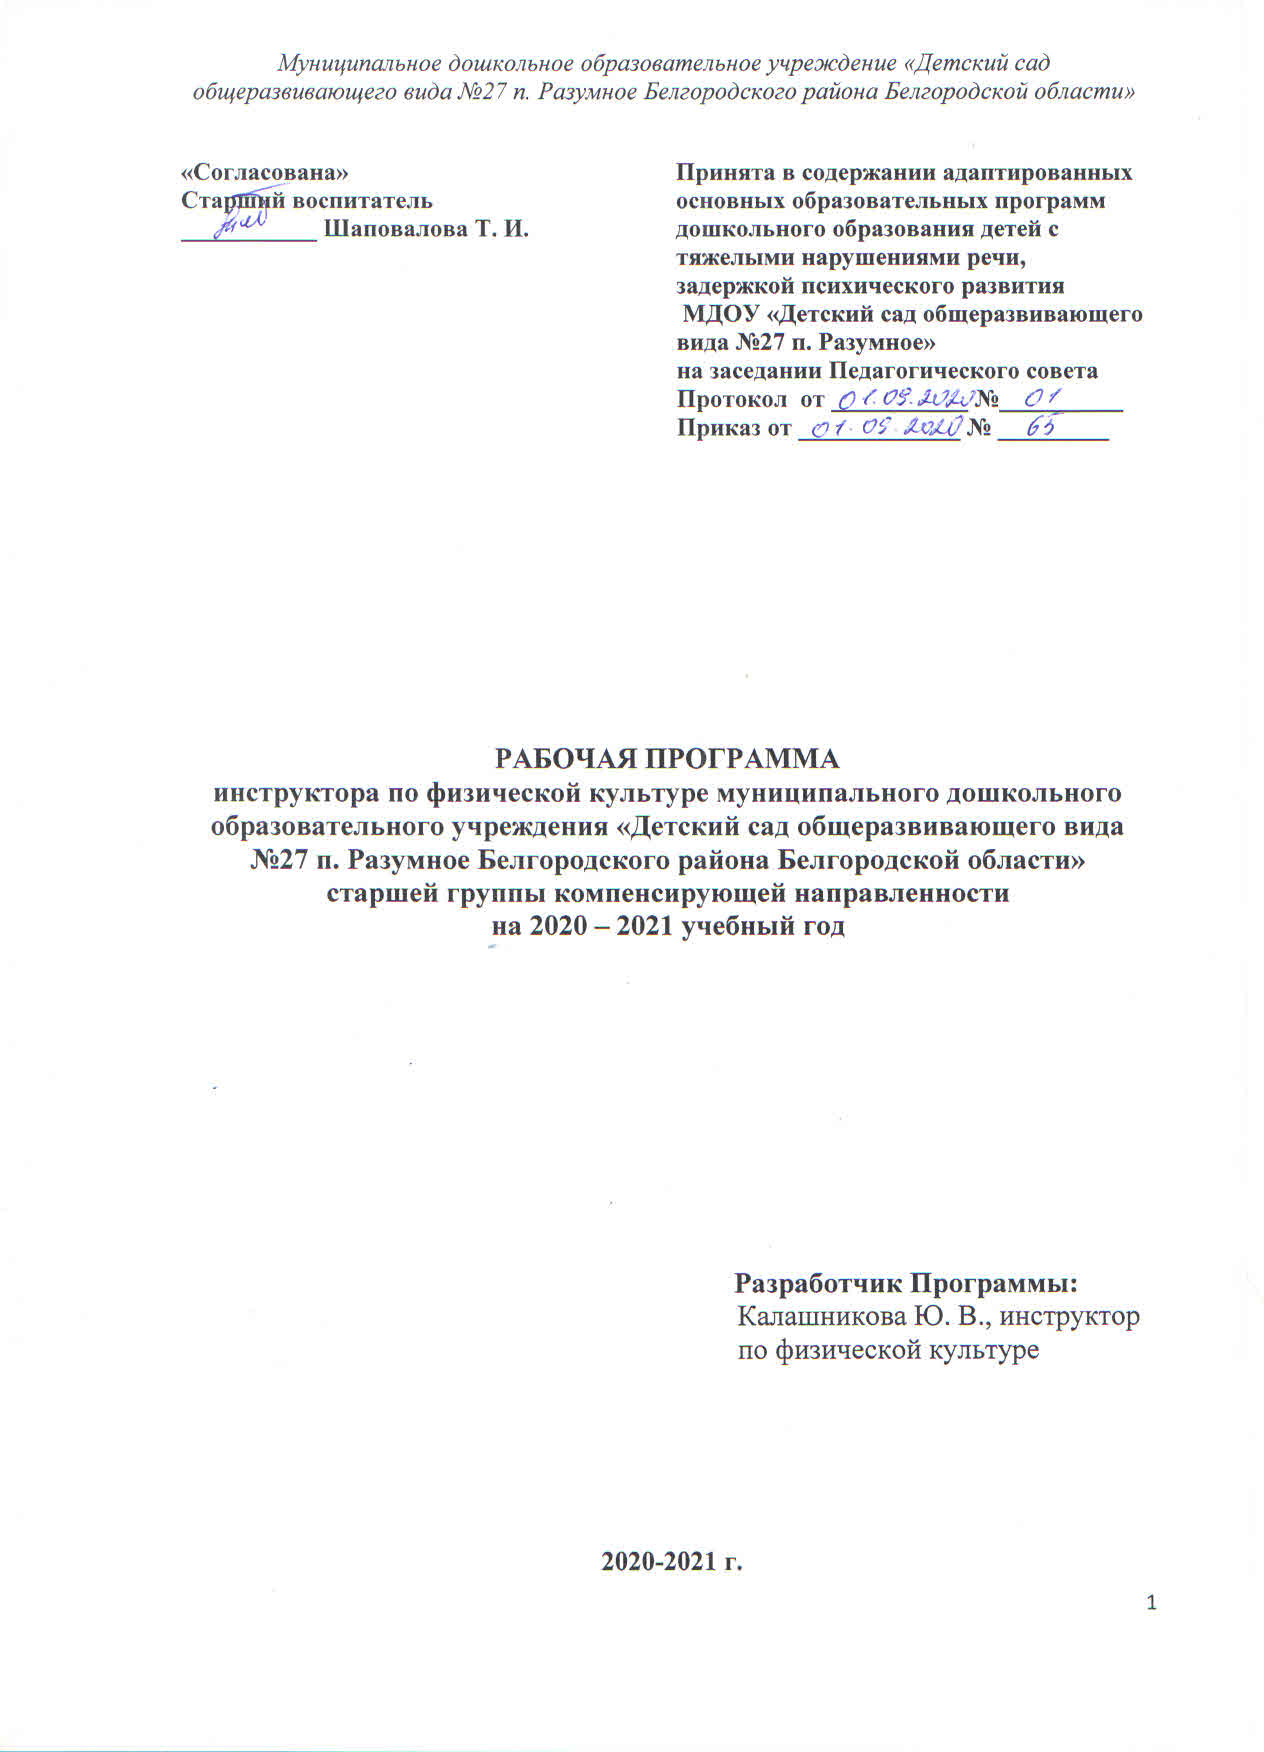 Муниципальное дошкольное образовательное учреждение «Детский сад
общеразвивающего вида №27 п. Разумное Белгородского района Белгородской области»
«Согласована»
Старший воспитатель
___________ Шаповалова Т. И.
Принята в содержании адаптированных
основных образовательных программ
дошкольного образования детей с
тяжелыми нарушениями речи,
задержкой психического развития
МДОУ «Детский сад общеразвивающего
вида №27 п. Разумное»
на заседании Педагогического совета
Протокол от 01.09.2020 № 01
Приказ от 01.09.2020 № 65
РАБОЧАЯ ПРОГРАММА
инструктора по физической культуре муниципального дошкольного
образовательного учреждения «Детский сад общеразвивающего вида
№27 п. Разумное Белгородского района Белгородской области»
старшей группы компенсирующей направленности
на 2020 – 2021 учебный год
Разработчик Программы:
Калашникова Ю. В., инструктор
по физической культуре
2020-2021 г.
1